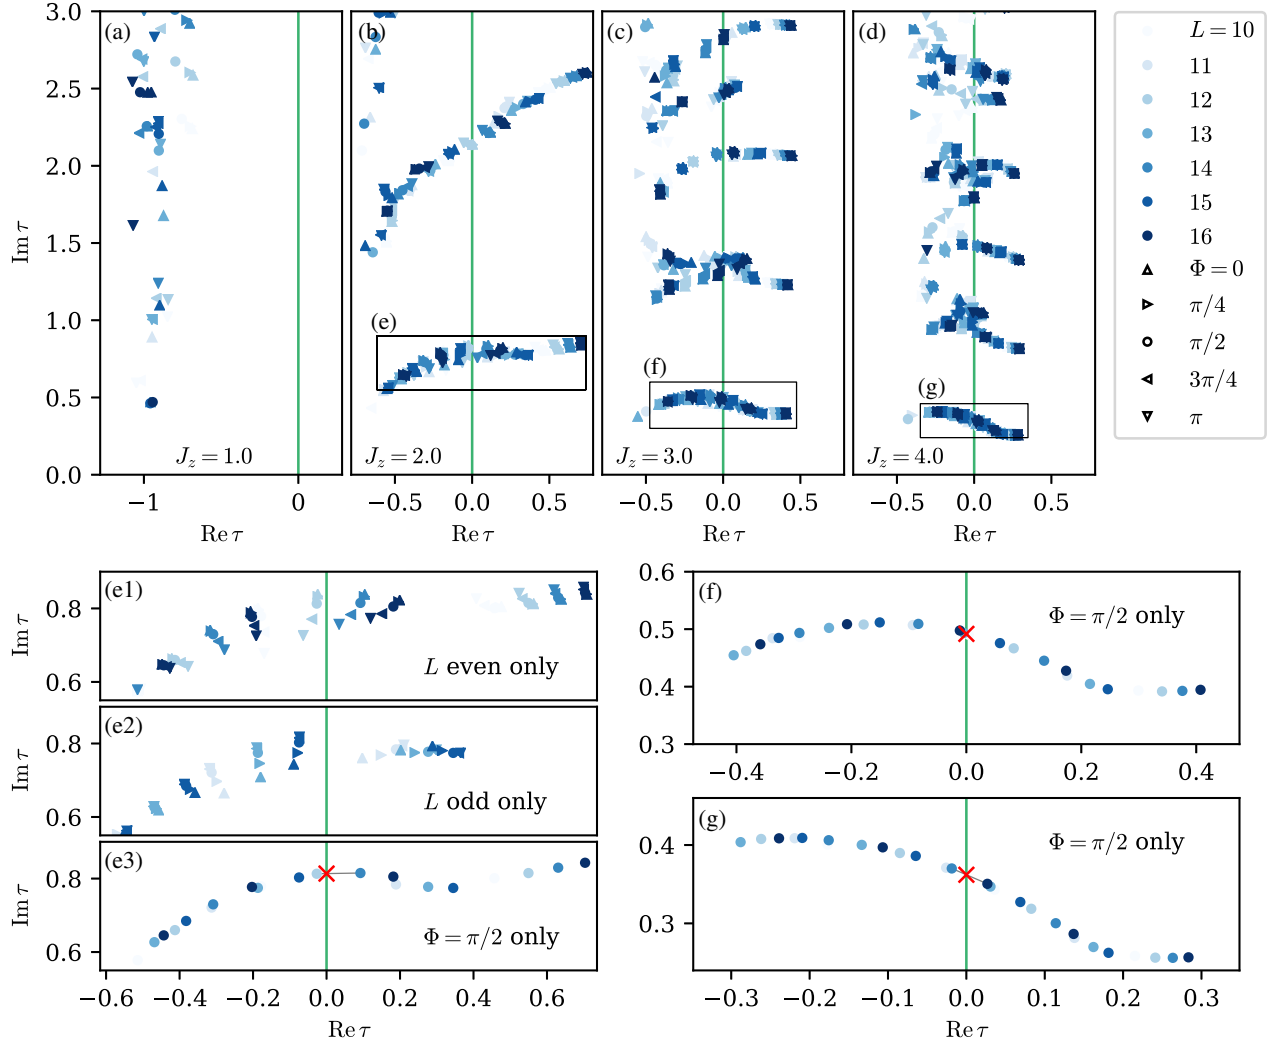 3.0
2.5
2.0
1.5
1.0
0.5
0.0
Im τ
(a)
J_z = 1.0
−1
0
Re τ
(b)
(e)
J_z = 2.0
−0.5
0.0
0.5
Re τ
(c)
(f)
J_z = 3.0
−0.5
0.0
0.5
Re τ
(d)
(g)
J_z = 4.0
−0.5
0.0
0.5
Re τ
L = 10
11
12
13
14
15
16
Φ = 0
π/4
π/2
3π/4
π
(e1)
0.8
0.6
Im τ
L even only
(e2)
0.8
0.6
Im τ
L odd only
(e3)
0.8
0.6
Im τ
Φ = π/2 only
−0.6
−0.4
−0.2
0.0
0.2
0.4
0.6
Re τ
(f)
0.6
0.5
0.4
0.3
Φ = π/2 only
−0.4
−0.2
0.0
0.2
0.4
(g)
0.4
0.3
Φ = π/2 only
−0.3
−0.2
−0.1
0.0
0.1
0.2
0.3
Re τ